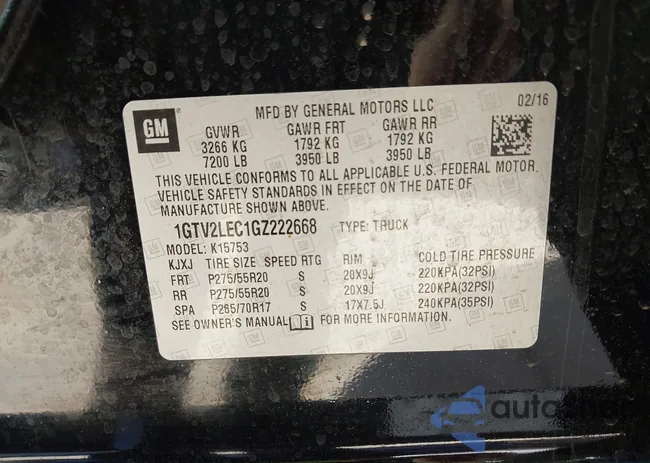 MFD BY GENERAL MOTORS LLC 02/16
GM
GVWR GAWR FRT GAWR RR
3266 KG 1792 KG 1792 KG
7200 LB 3950 LB 3950 LB
THIS VEHICLE CONFORMS TO ALL APPLICABLE U.S. FEDERAL MOTOR
VEHICLE SAFETY STANDARDS IN EFFECT ON THE DATE OF
MANUFACTURE SHOWN ABOVE.
1GTV2LEC1GZ222668 TYPE: TRUCK
MODEL: K15753
KJXJ TIRE SIZE SPEED RTG RIM COLD TIRE PRESSURE
FRT P275/55R20 S 20X9J 220KPA(32PSI)
RR P275/55R20 S 20X9J 220KPA(32PSI)
SPA P265/70R17 S 17X7.5J 240KPA(35PSI)
SEE OWNER'S MANUAL FOR MORE INFORMATION.